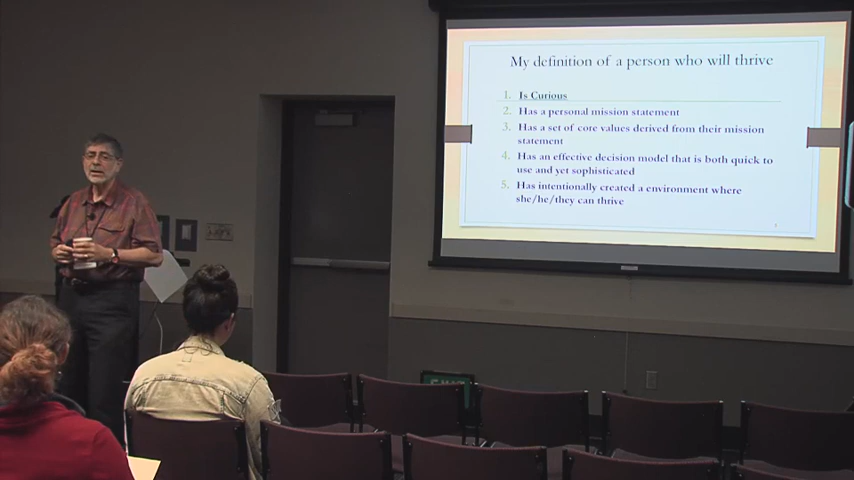 My definition of a person who will thrive
1. Is Curious
2. Has a personal mission statement
3. Has a set of core values derived from their mission
statement
4. Has an effective decision model that is both quick to
use and yet sophisticated
5. Has intentionally created a environment where
she/he/they can thrive
EXIT